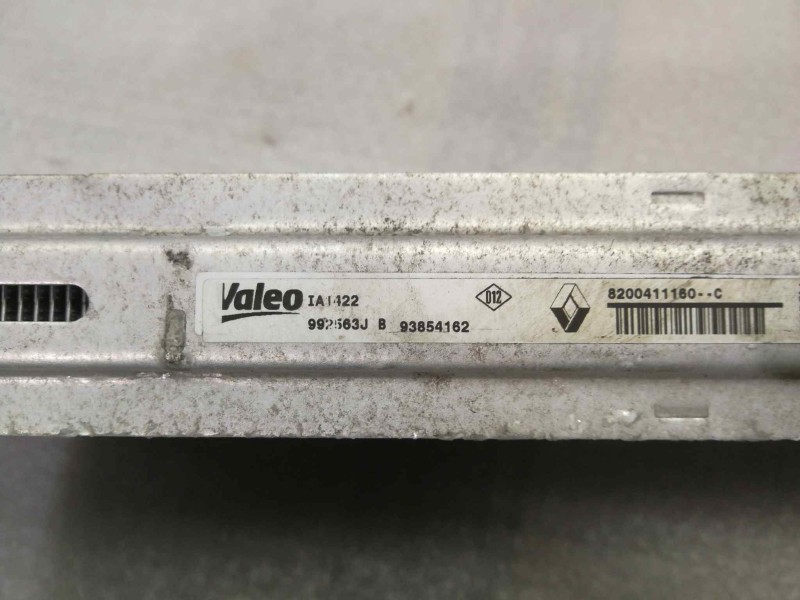 Valeo IA1422
992563J B 93854162
D12
8200411160--C